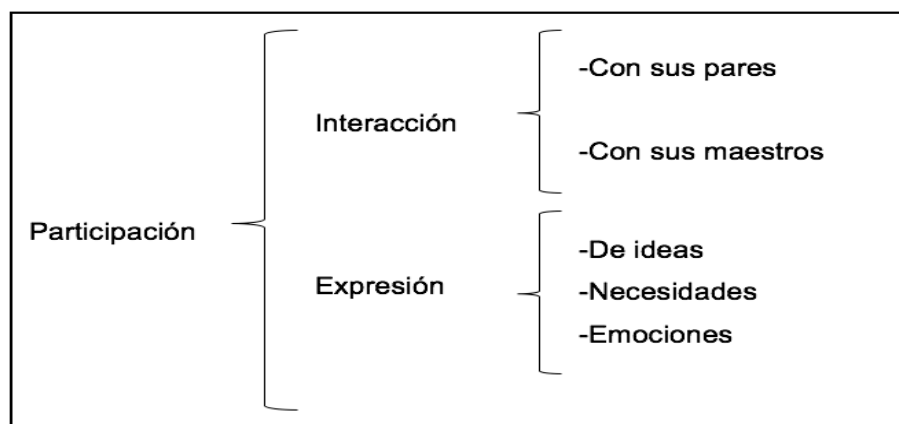 Participación
Interacción
-Con sus pares
-Con sus maestros
Expresión
-De ideas
-Necesidades
-Emociones